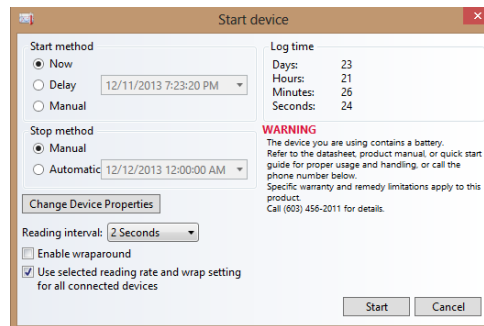 Start device
Start method
Now
Delay 12/11/2013 7:23:20 PM
Manual
Stop method
Manual
Automatic 12/12/2013 12:00:00 AM
Change Device Properties
Reading interval: 2 Seconds
Enable wraparound
Use selected reading rate and wrap setting
for all connected devices
Log time
Days: 23
Hours: 21
Minutes: 26
Seconds: 24
WARNING
The device you are using contains a battery.
Refer to the datasheet, product manual, or quick start
guide for proper usage and handling, or call the
phone number below.
Specific warranty and remedy limitations apply to this
product.
Call (603) 456-2011 for details.
Start Cancel